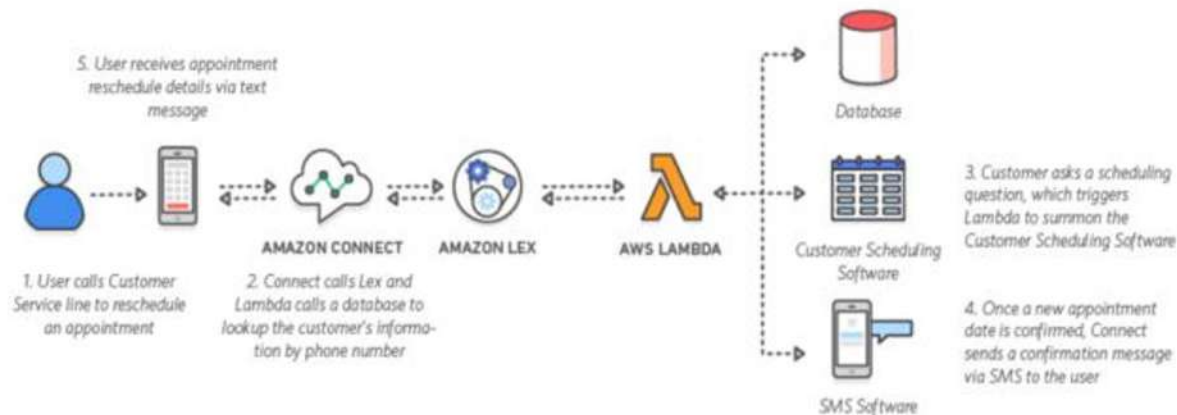 5. User receives appointment
reschedule details via text
message
Database
AMAZON CONNECT
AMAZON LEX
AWS LAMBDA
Customer Scheduling
Software
3. Customer asks a scheduling
question, which triggers
Lambda to summon the
Customer Scheduling Software
1. User calls Customer
Service line to reschedule
an appointment
2. Connect calls Lex and
Lambda calls a database to
lookup the customer's informa-
tion by phone number
4. Once a new appointment
date is confirmed, Connect
sends a confirmation message
via SMS to the user
SMS Software